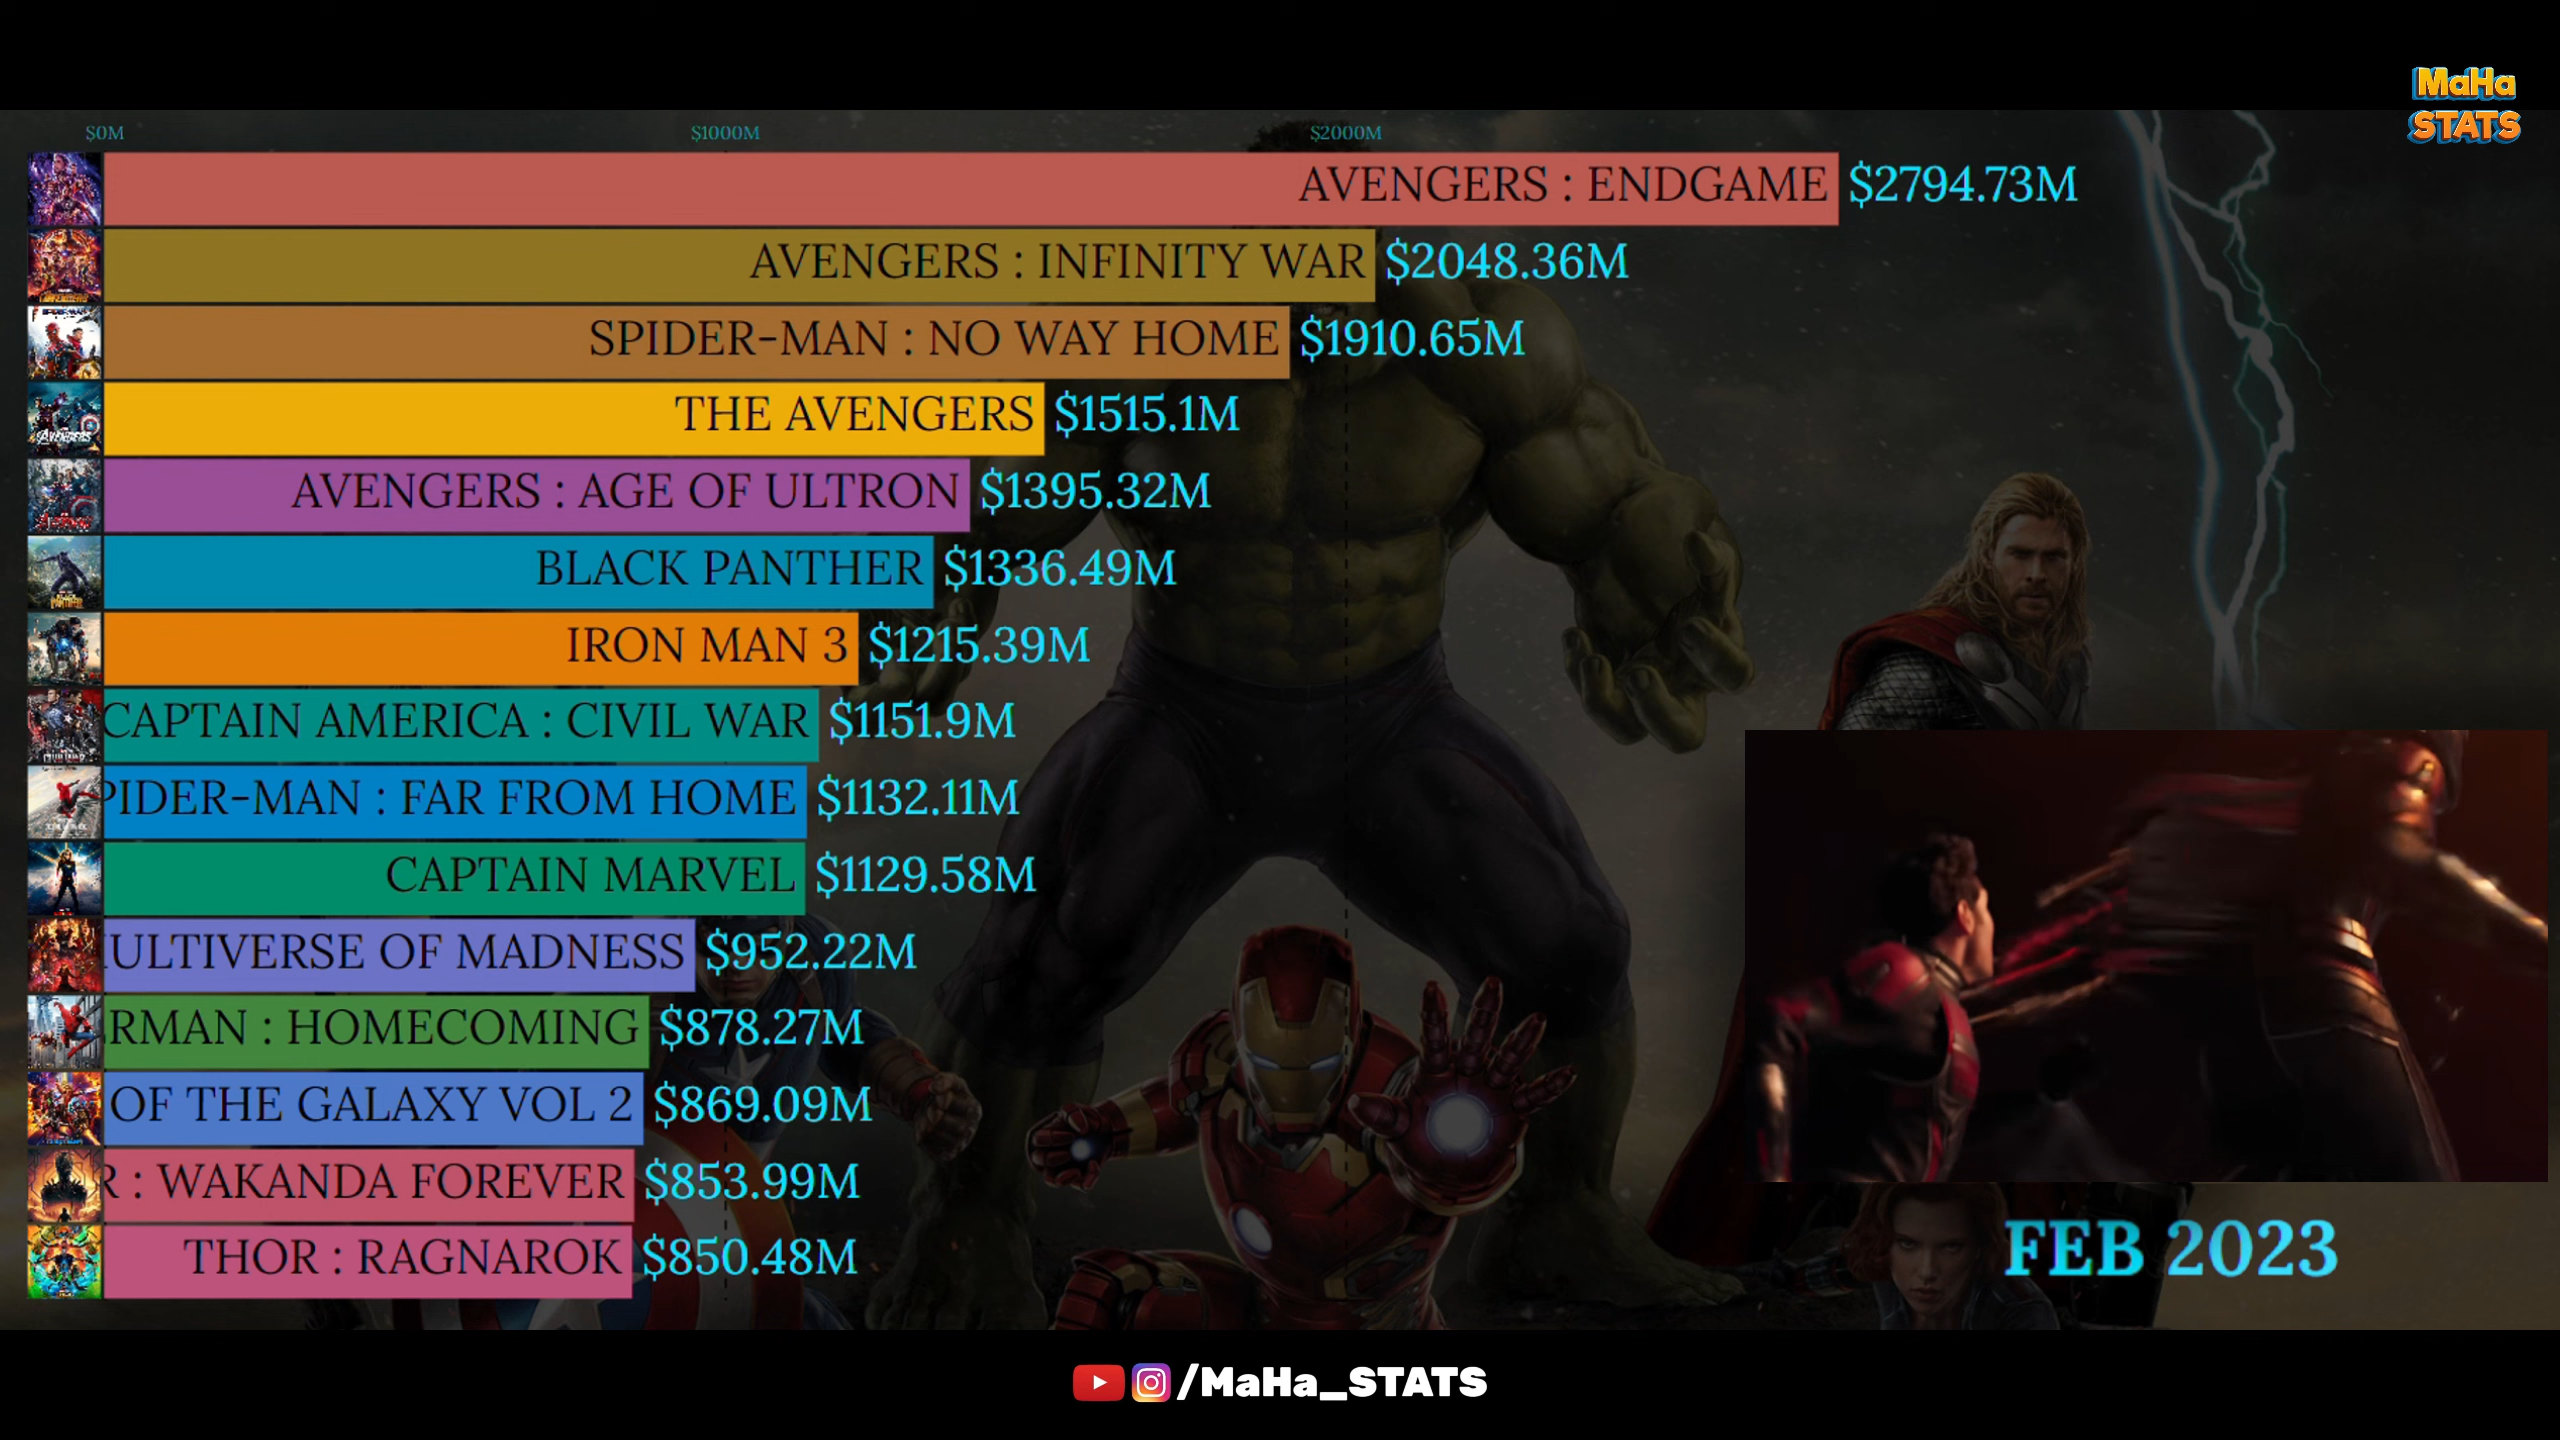 MaHa
STATS
$0M $1000M $2000M
AVENGERS : ENDGAME $2794.73M
AVENGERS : INFINITY WAR $2048.36M
SPIDER-MAN : NO WAY HOME $1910.65M
THE AVENGERS $1515.1M
AVENGERS : AGE OF ULTRON $1395.32M
BLACK PANTHER $1336.49M
IRON MAN 3 $1215.39M
CAPTAIN AMERICA : CIVIL WAR $1151.9M
PIDER-MAN : FAR FROM HOME $1132.11M
CAPTAIN MARVEL $1129.58M
ULTIVERSE OF MADNESS $952.22M
RMAN : HOMECOMING $878.27M
OF THE GALAXY VOL 2 $869.09M
R : WAKANDA FOREVER $853.99M
THOR : RAGNAROK $850.48M
FEB 2023
/MaHa_STATS